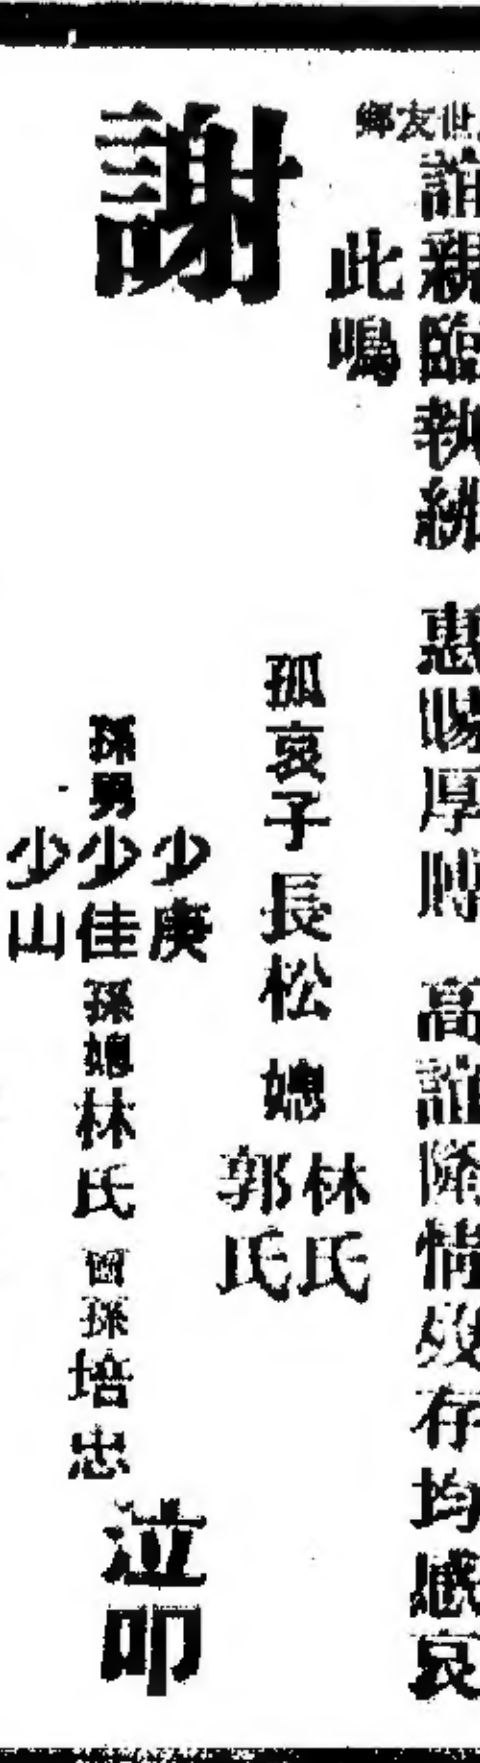 鄉友世
誼親臨執紼 惠賜厚賻 高誼隆情歿存均感哀
此鳴
謝
孤哀子長松 媳 林氏 郭氏
孫男 少庚 少佳 少山 孫媳林氏 曾孫培忠
泣叩